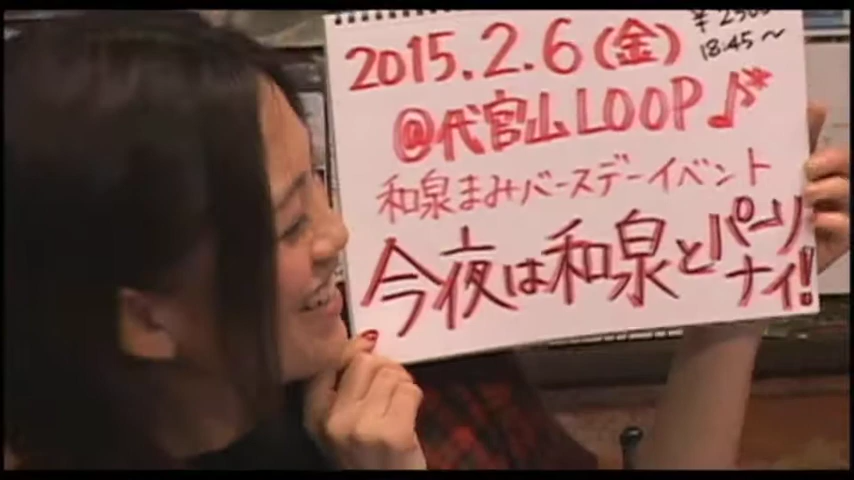 2015.2.6(金)
18:45〜
@代官山LOOP♪*
和泉まみバースデーイベント
今夜は和泉とパーリナイ!